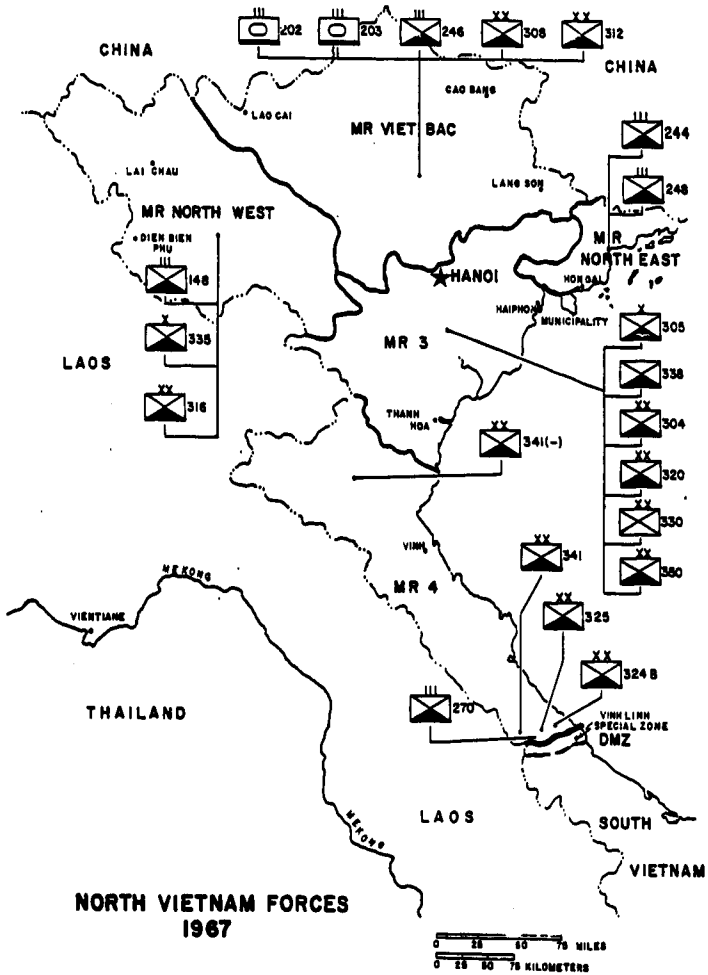 202
203
246
308
312
CHINA
CHINA
CAO BANG
LAO CAI
MR VIET BAC
244
LAI CHAU
LANG SON
248
MR NORTH WEST
DIEN BIEN
PHU
MR
NORTH EAST
HANOI
HON GAI
148
HAIPHONG
MUNICIPALITY
305
335
MR 3
LAOS
338
316
THANH
HOA
304
341(-)
320
330
VINH
341
350
MEKONG
MR 4
325
VIENTIANE
324B
270
THAILAND
VINH LINH
SPECIAL ZONE
DMZ
LAOS
SOUTH
MEKONG
VIETNAM
NORTH VIETNAM FORCES
1967
0 25 50 75 MILES
0 25 50 75 KILOMETERS